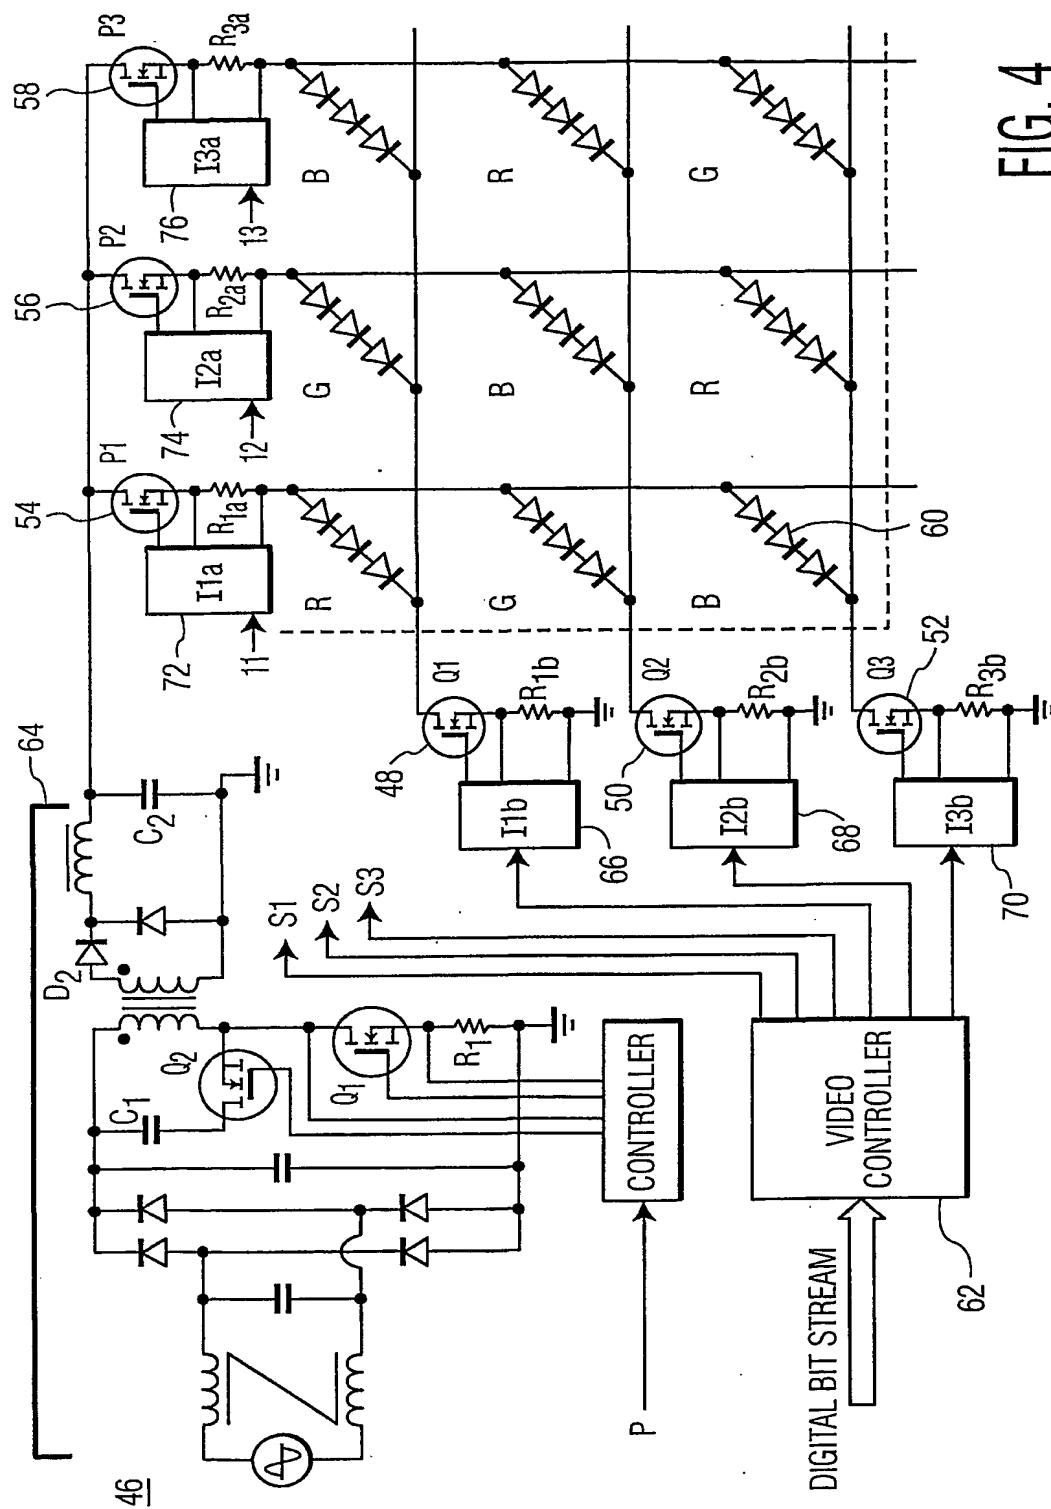 46
64
D2
C2
C1
Q2
Q1
R1
P
CONTROLLER
DIGITAL BIT STREAM
VIDEO
CONTROLLER
62
S1
S2
S3
54
P1
56
P2
58
P3
I1a
R1a
72
11
I2a
R2a
74
12
I3a
R3a
76
13
R
G
B
G
B
R
B
R
G
60
48
Q1
I1b
R1b
66
50
Q2
I2b
R2b
68
52
Q3
I3b
R3b
70
FIG. 4